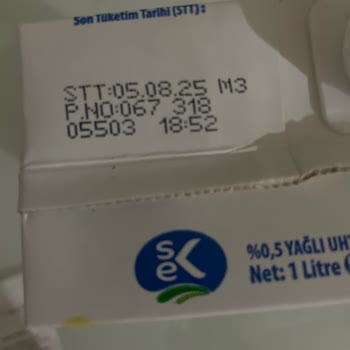 Son Tüketim Tarihi (STT):
STT:05.08.25 M3
P.NO:067 318
05503 18:52
sek
%0,5 YAĞLI UHT
Net: 1 Litre